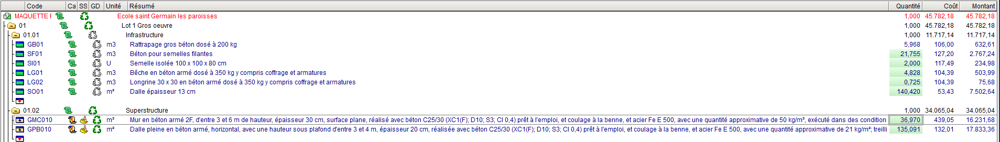 Code Ca SS GD Unité Résumé Quantité Coût Montant
MAQUETTE F Ecole saint Germain les paroisses 1,000 45.782,18 45.782,18
01 Lot 1 Gros oeuvre 1,000 45.782,18 45.782,18
01.01 Infrastructure 1,000 11.717,14 11.717,14
GB01 m3 Rattrapage gros béton dosé à 200 kg 5,968 106,00 632,61
SF01 m3 Béton pour semelles filantes 21,755 127,20 2.767,24
SI01 U Semelle isolée 100 x 100 x 80 cm 2,000 117,49 234,98
LG01 m3 Bêche en béton armé dosé à 350 kg y compris coffrage et armatures 4,828 104,39 503,99
LG02 m3 Longrine 30 x 30 en béton armé dosé à 350 kg y compris coffrage et armatures 0,725 104,39 75,68
SO01 m² Dalle épaisseur 13 cm 140,420 53,43 7.502,64
01.02 Superstructure 1,000 34.065,04 34.065,04
GMC010 m³ Mur en béton armé 2F, d'entre 3 et 6 m de hauteur, épaisseur 30 cm, surface plane, réalisé avec béton C25/30 (XC1(F); D10; S3; Cl 0,4) prêt à l'emploi, et coulage à la benne, et acier Fe E 500, avec une quantité approximative de 50 kg/m³, exécuté dans des condition 36,970 439,05 16.231,68
GPB010 m² Dalle pleine en béton armé, horizontal, avec une hauteur sous plafond d'entre 3 et 4 m, épaisseur 20 cm, réalisée avec béton C25/30 (XC1(F); D10; S3; Cl 0,4) prêt à l'emploi, et coulage à la benne, et acier Fe E 500, avec une quantité approximative de 21 kg/m²; treilli 135,091 132,01 17.833,36